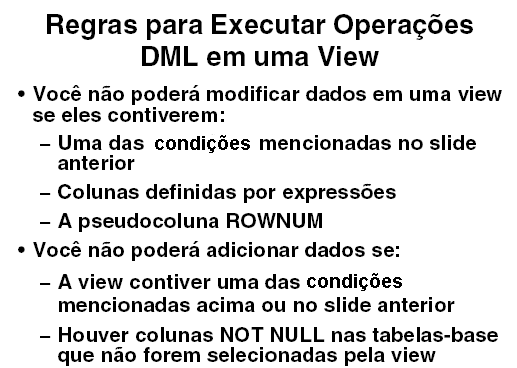 Regras para Executar Operações
DML em uma View
• Você não poderá modificar dados em uma view
se eles contiverem:
– Uma das condições mencionadas no slide
anterior
– Colunas definidas por expressões
– A pseudocoluna ROWNUM
• Você não poderá adicionar dados se:
– A view contiver uma das condições
mencionadas acima ou no slide anterior
– Houver colunas NOT NULL nas tabelas-base
que não forem selecionadas pela view